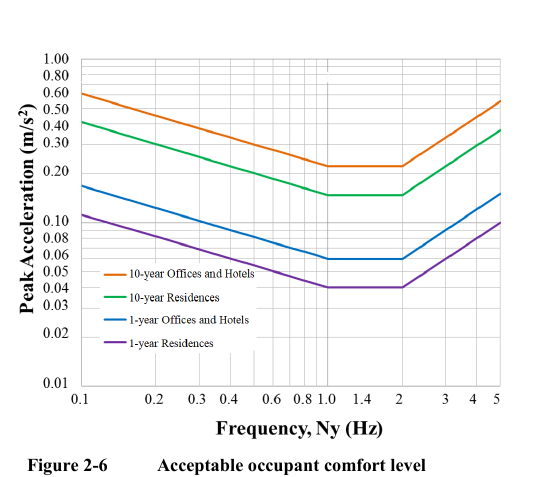 1.00
0.80
0.60
0.50
0.40
0.30
0.20
0.10
0.08
0.06
0.05
0.04
0.03
0.02
0.01
Peak Acceleration (m/s²)
10-year Offices and Hotels
10-year Residences
1-year Offices and Hotels
1-year Residences
0.1 0.2 0.3 0.4 0.6 0.8 1.0 1.4 2 3 4 5
Frequency, Ny (Hz)
Figure 2-6 Acceptable occupant comfort level